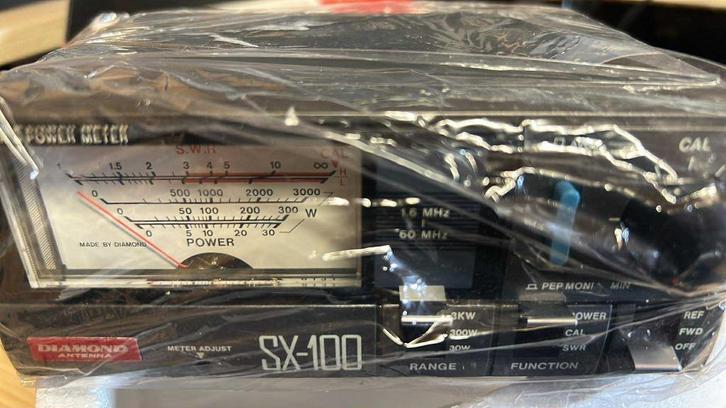 POWER METER
S.W.R CAL
1 1.5 2 3 4 5 10 ∞ H
L
0 500 1000 2000 3000
0 50 100 200 300 W
0 5 10 20 30
MADE BY DIAMOND POWER
1.6 MHz
60 MHz
CAL
PEP MONI MIN
DIAMOND
ANTENNA
METER ADJUST
SX-100
3KW
300W
30W
RANGE
POWER
CAL
SWR
FUNCTION
REF
FWD
OFF